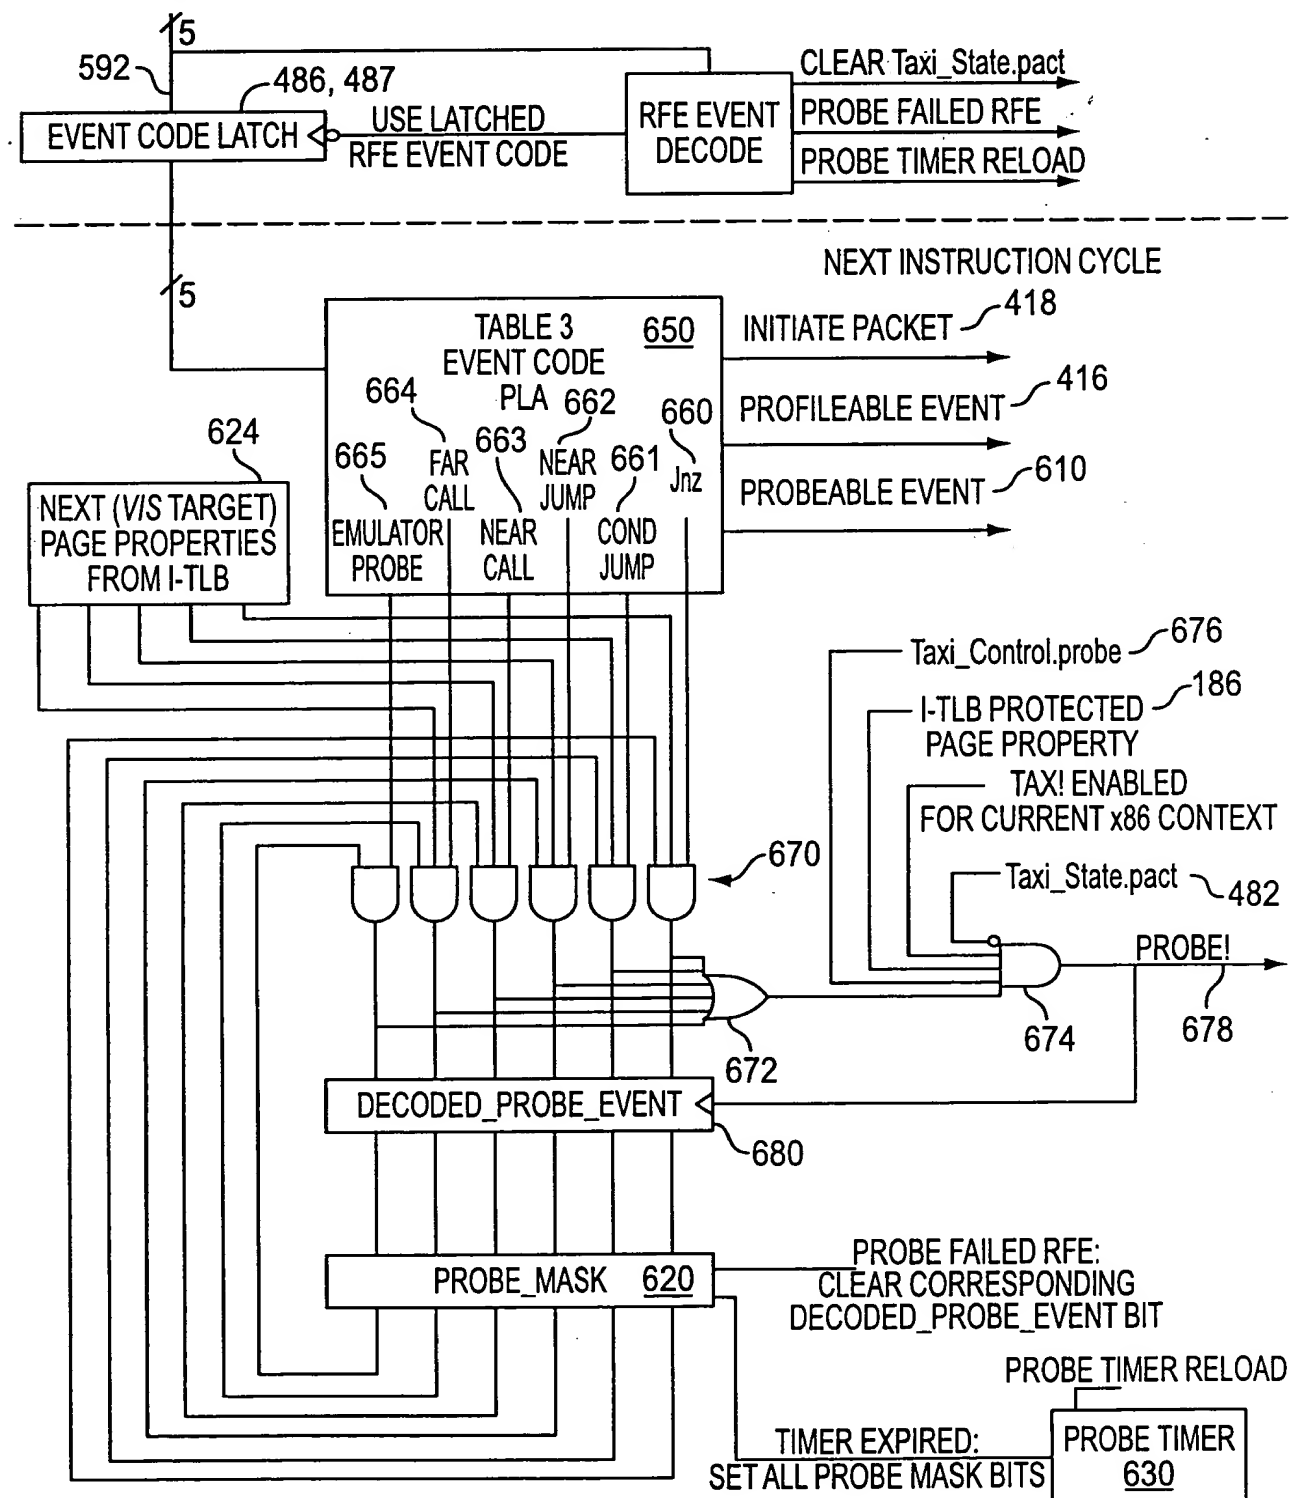 5
592
486, 487
EVENT CODE LATCH
USE LATCHED
RFE EVENT CODE
RFE EVENT
DECODE
CLEAR Taxi_State.pact
PROBE FAILED RFE
PROBE TIMER RELOAD
NEXT INSTRUCTION CYCLE
5
TABLE 3
650
EVENT CODE
PLA
INITIATE PACKET
418
PROFILEABLE EVENT
416
PROBEABLE EVENT
610
664
662
660
665
663
661
FAR
CALL
NEAR
JUMP
Jnz
EMULATOR
PROBE
NEAR
CALL
COND
JUMP
624
NEXT (V/S TARGET)
PAGE PROPERTIES
FROM I-TLB
Taxi_Control.probe
676
I-TLB PROTECTED
PAGE PROPERTY
186
TAX! ENABLED
FOR CURRENT x86 CONTEXT
Taxi_State.pact
482
670
PROBE!
672
674
678
DECODED_PROBE_EVENT
680
PROBE_MASK
620
PROBE FAILED RFE:
CLEAR CORRESPONDING
DECODED_PROBE_EVENT BIT
PROBE TIMER RELOAD
TIMER EXPIRED:
SET ALL PROBE MASK BITS
PROBE TIMER
630